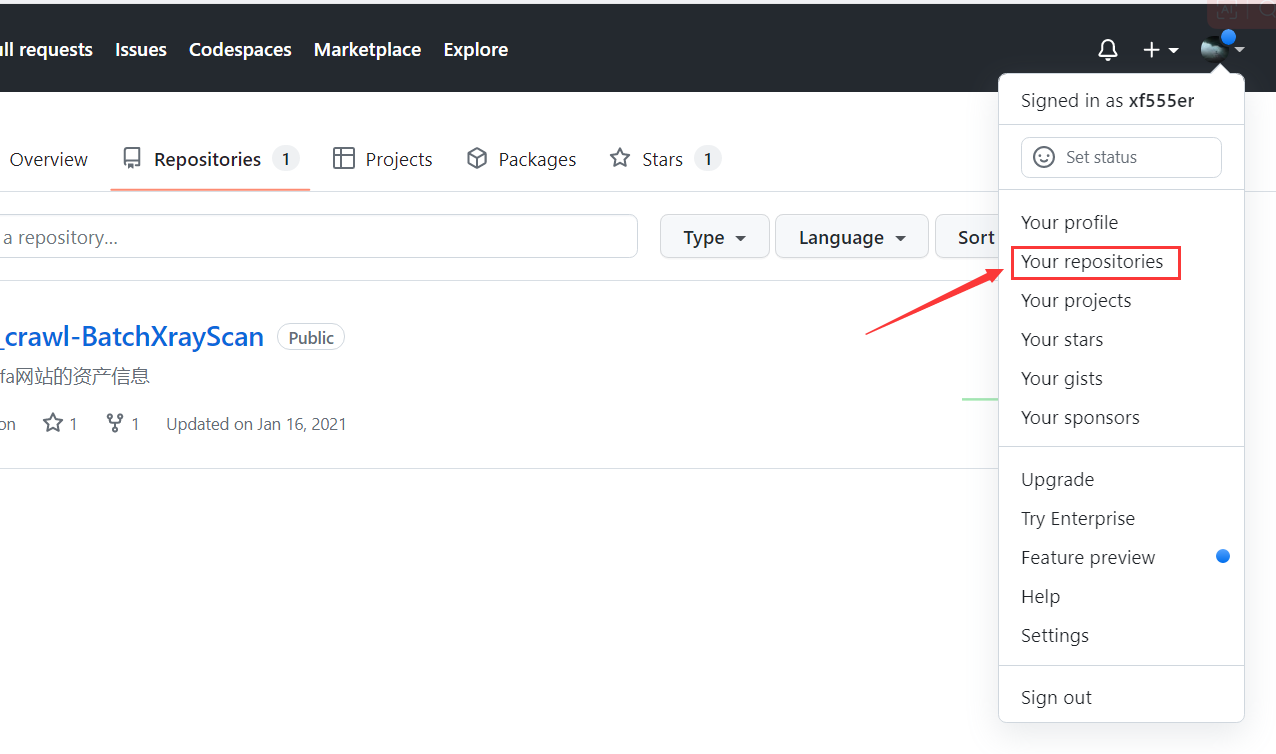 ll requests Issues Codespaces Marketplace Explore
Signed in as xf555er
Set status
Overview Repositories 1 Projects Packages Stars 1
a repository... Type Language Sort
Your profile
Your repositories
Your projects
Your stars
Your gists
Your sponsors
Upgrade
Try Enterprise
Feature preview
Help
Settings
Sign out
_crawl-BatchXrayScan Public
fa网站的资产信息
on 1 1 Updated on Jan 16, 2021